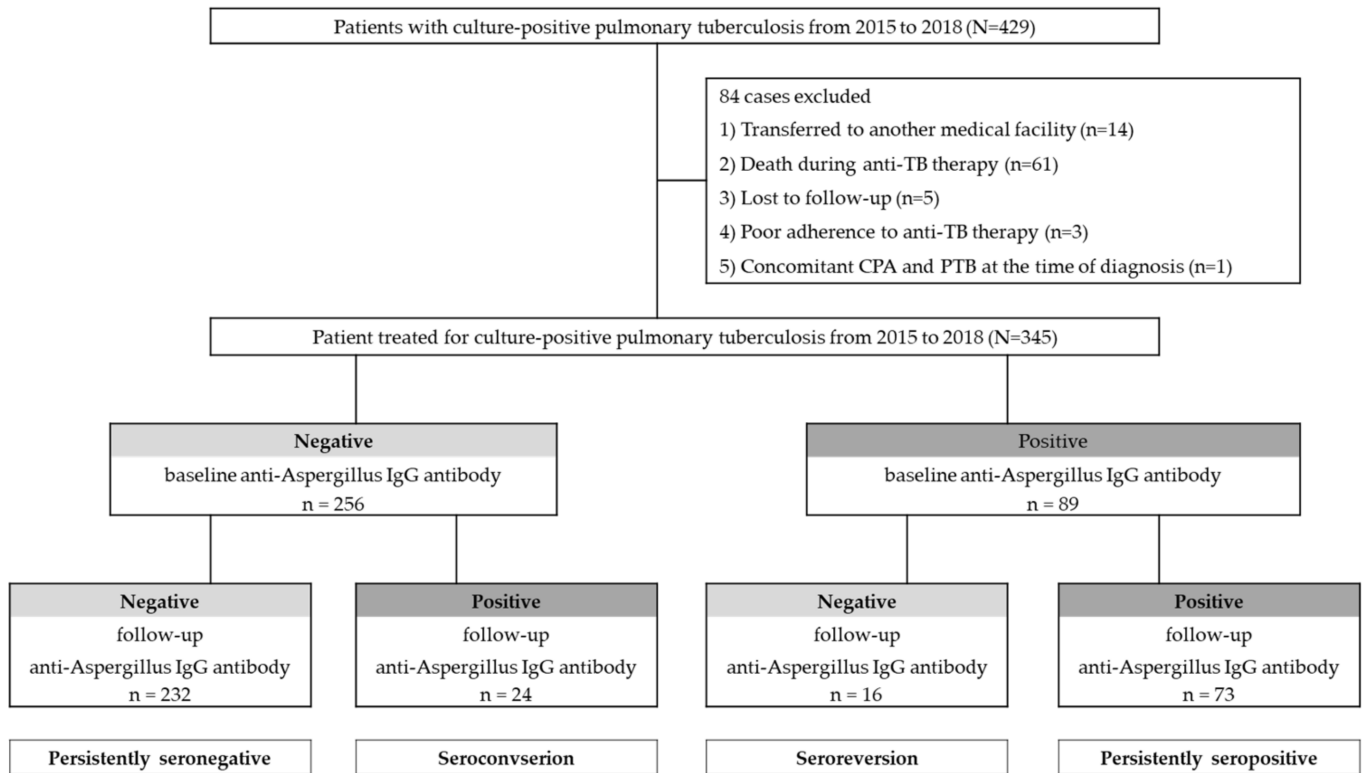 Patients with culture-positive pulmonary tuberculosis from 2015 to 2018 (N=429)
84 cases excluded
1) Transferred to another medical facility (n=14)
2) Death during anti-TB therapy (n=61)
3) Lost to follow-up (n=5)
4) Poor adherence to anti-TB therapy (n=3)
5) Concomitant CPA and PTB at the time of diagnosis (n=1)
Patient treated for culture-positive pulmonary tuberculosis from 2015 to 2018 (N=345)
Negative
baseline anti-Aspergillus IgG antibody
n = 256
Positive
baseline anti-Aspergillus IgG antibody
n = 89
Negative
follow-up
anti-Aspergillus IgG antibody
n = 232
Positive
follow-up
anti-Aspergillus IgG antibody
n = 24
Negative
follow-up
anti-Aspergillus IgG antibody
n = 16
Positive
follow-up
anti-Aspergillus IgG antibody
n = 73
Persistently seronegative
Seroconvserion
Seroreversion
Persistently seropositive